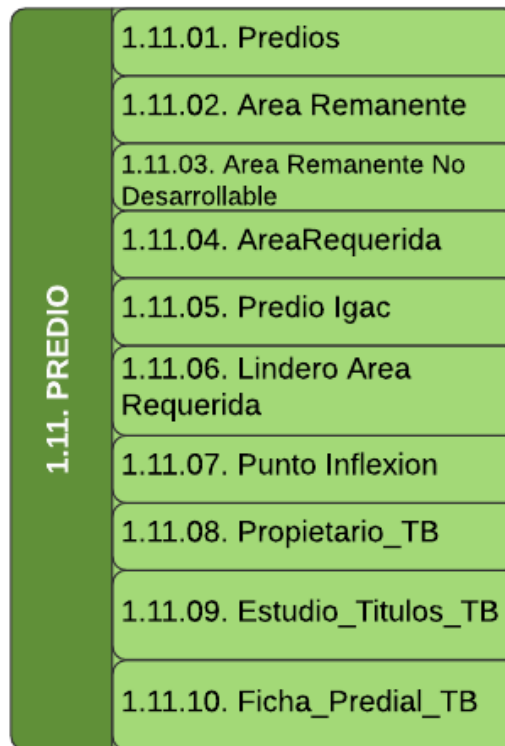 1.11. PREDIO
1.11.01. Predios
1.11.02. Area Remanente
1.11.03. Area Remanente No
Desarrollable
1.11.04. AreaRequerida
1.11.05. Predio Igac
1.11.06. Lindero Area
Requerida
1.11.07. Punto Inflexion
1.11.08. Propietario_TB
1.11.09. Estudio_Titulos_TB
1.11.10. Ficha_Predial_TB